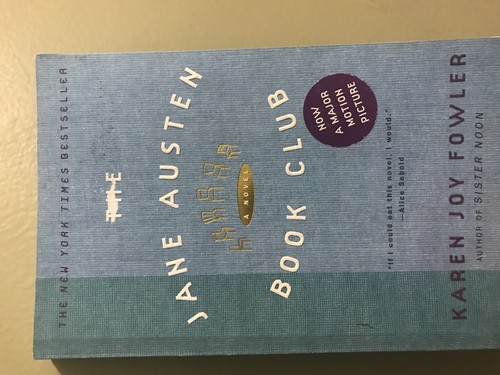 THE NEW YORK TIMES BESTSELLER
THE
JANE AUSTEN
A NOVEL
BOOK CLUB
NOW
A MAJOR
MOTION
PICTURE
"If I could eat this novel, I would."
—Alice Sebold
KAREN JOY FOWLER
AUTHOR OF SISTER NOON